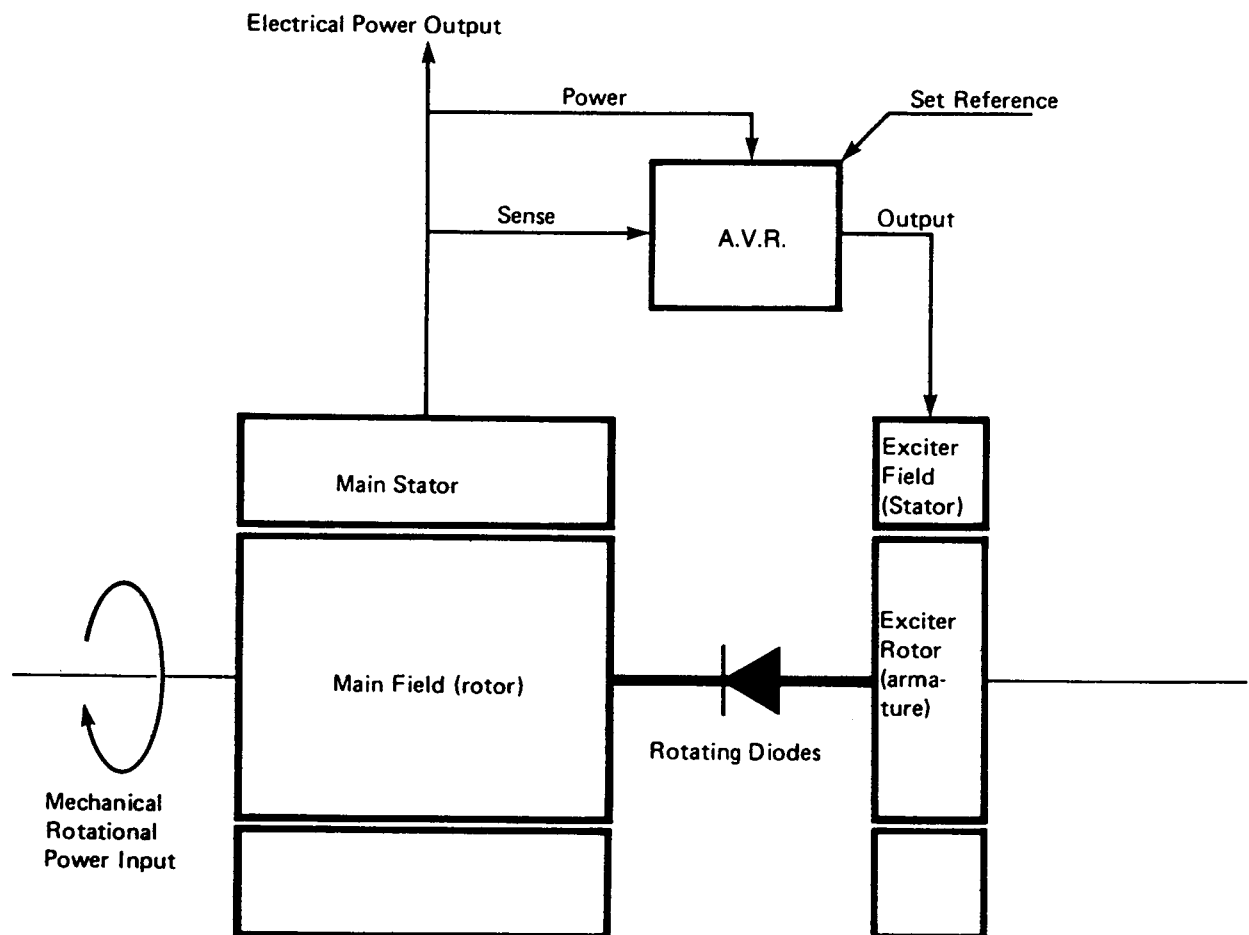 Electrical Power Output
Power
Set Reference
Sense
A.V.R.
Output
Main Stator
Exciter
Field
(Stator)
Main Field (rotor)
Exciter
Rotor
(arma-
ture)
Rotating Diodes
Mechanical
Rotational
Power Input